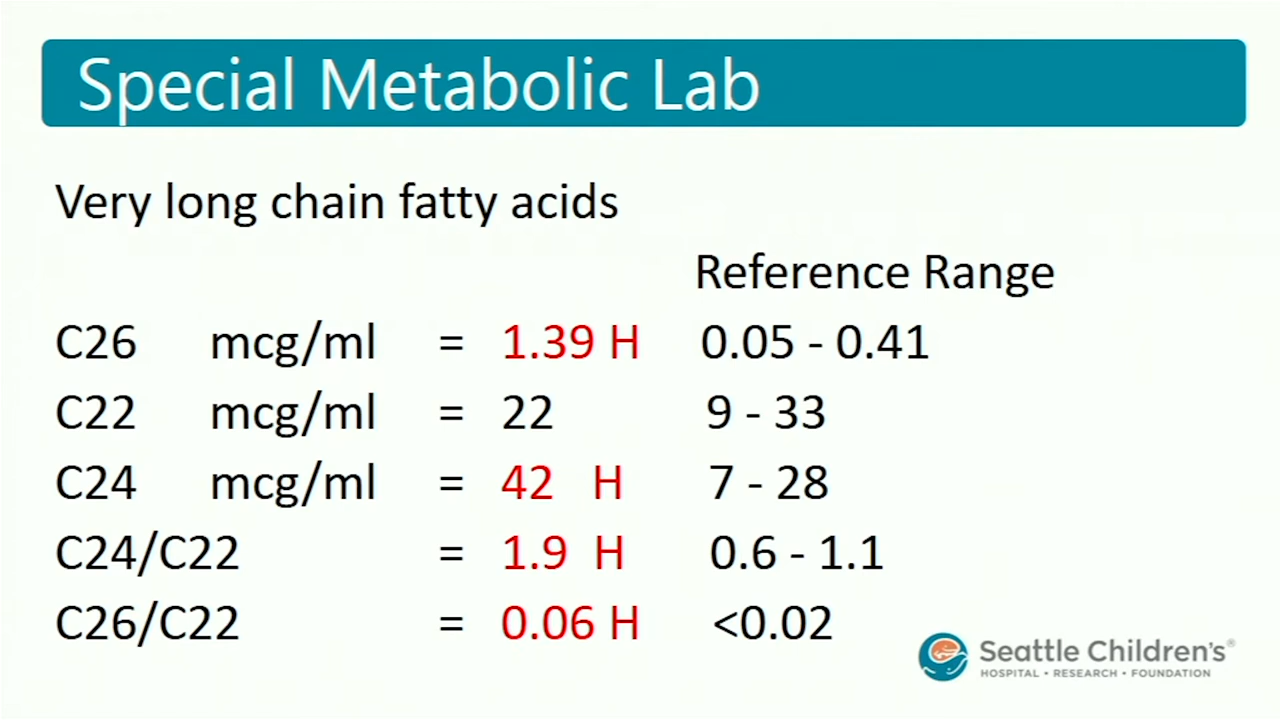 Special Metabolic Lab
Very long chain fatty acids
Reference Range
C26 mcg/ml = 1.39 H 0.05 - 0.41
C22 mcg/ml = 22 9 - 33
C24 mcg/ml = 42 H 7 - 28
C24/C22 = 1.9 H 0.6 - 1.1
C26/C22 = 0.06 H <0.02
Seattle Children's®
HOSPITAL • RESEARCH • FOUNDATION